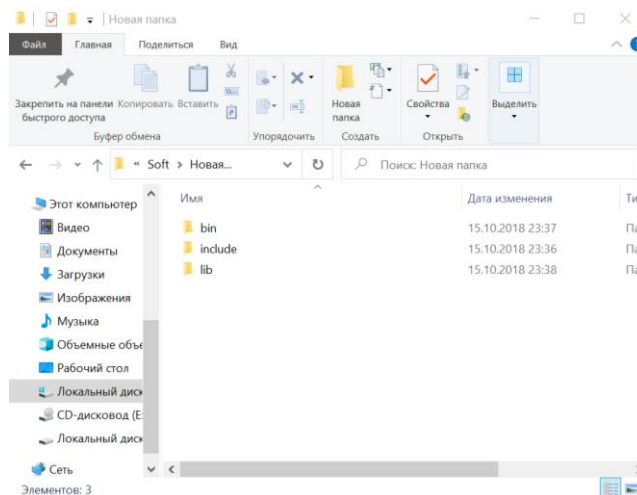 Новая папка
Файл Главная Поделиться Вид
Закрепить на панели быстрого доступа
Копировать
Вставить
Новая папка
Свойства
Выделить
Буфер обмена Упорядочить Создать Открыть
« Soft > Новая...
Поиск: Новая папка
Имя Дата изменения
bin 15.10.2018 23:37
include 15.10.2018 23:36
lib 15.10.2018 23:38
Этот компьютер
Видео
Документы
Загрузки
Изображения
Музыка
Объемные объе
Рабочий стол
Локальный диск
CD-дисковод (E
Локальный диск
Сеть
Элементов: 3